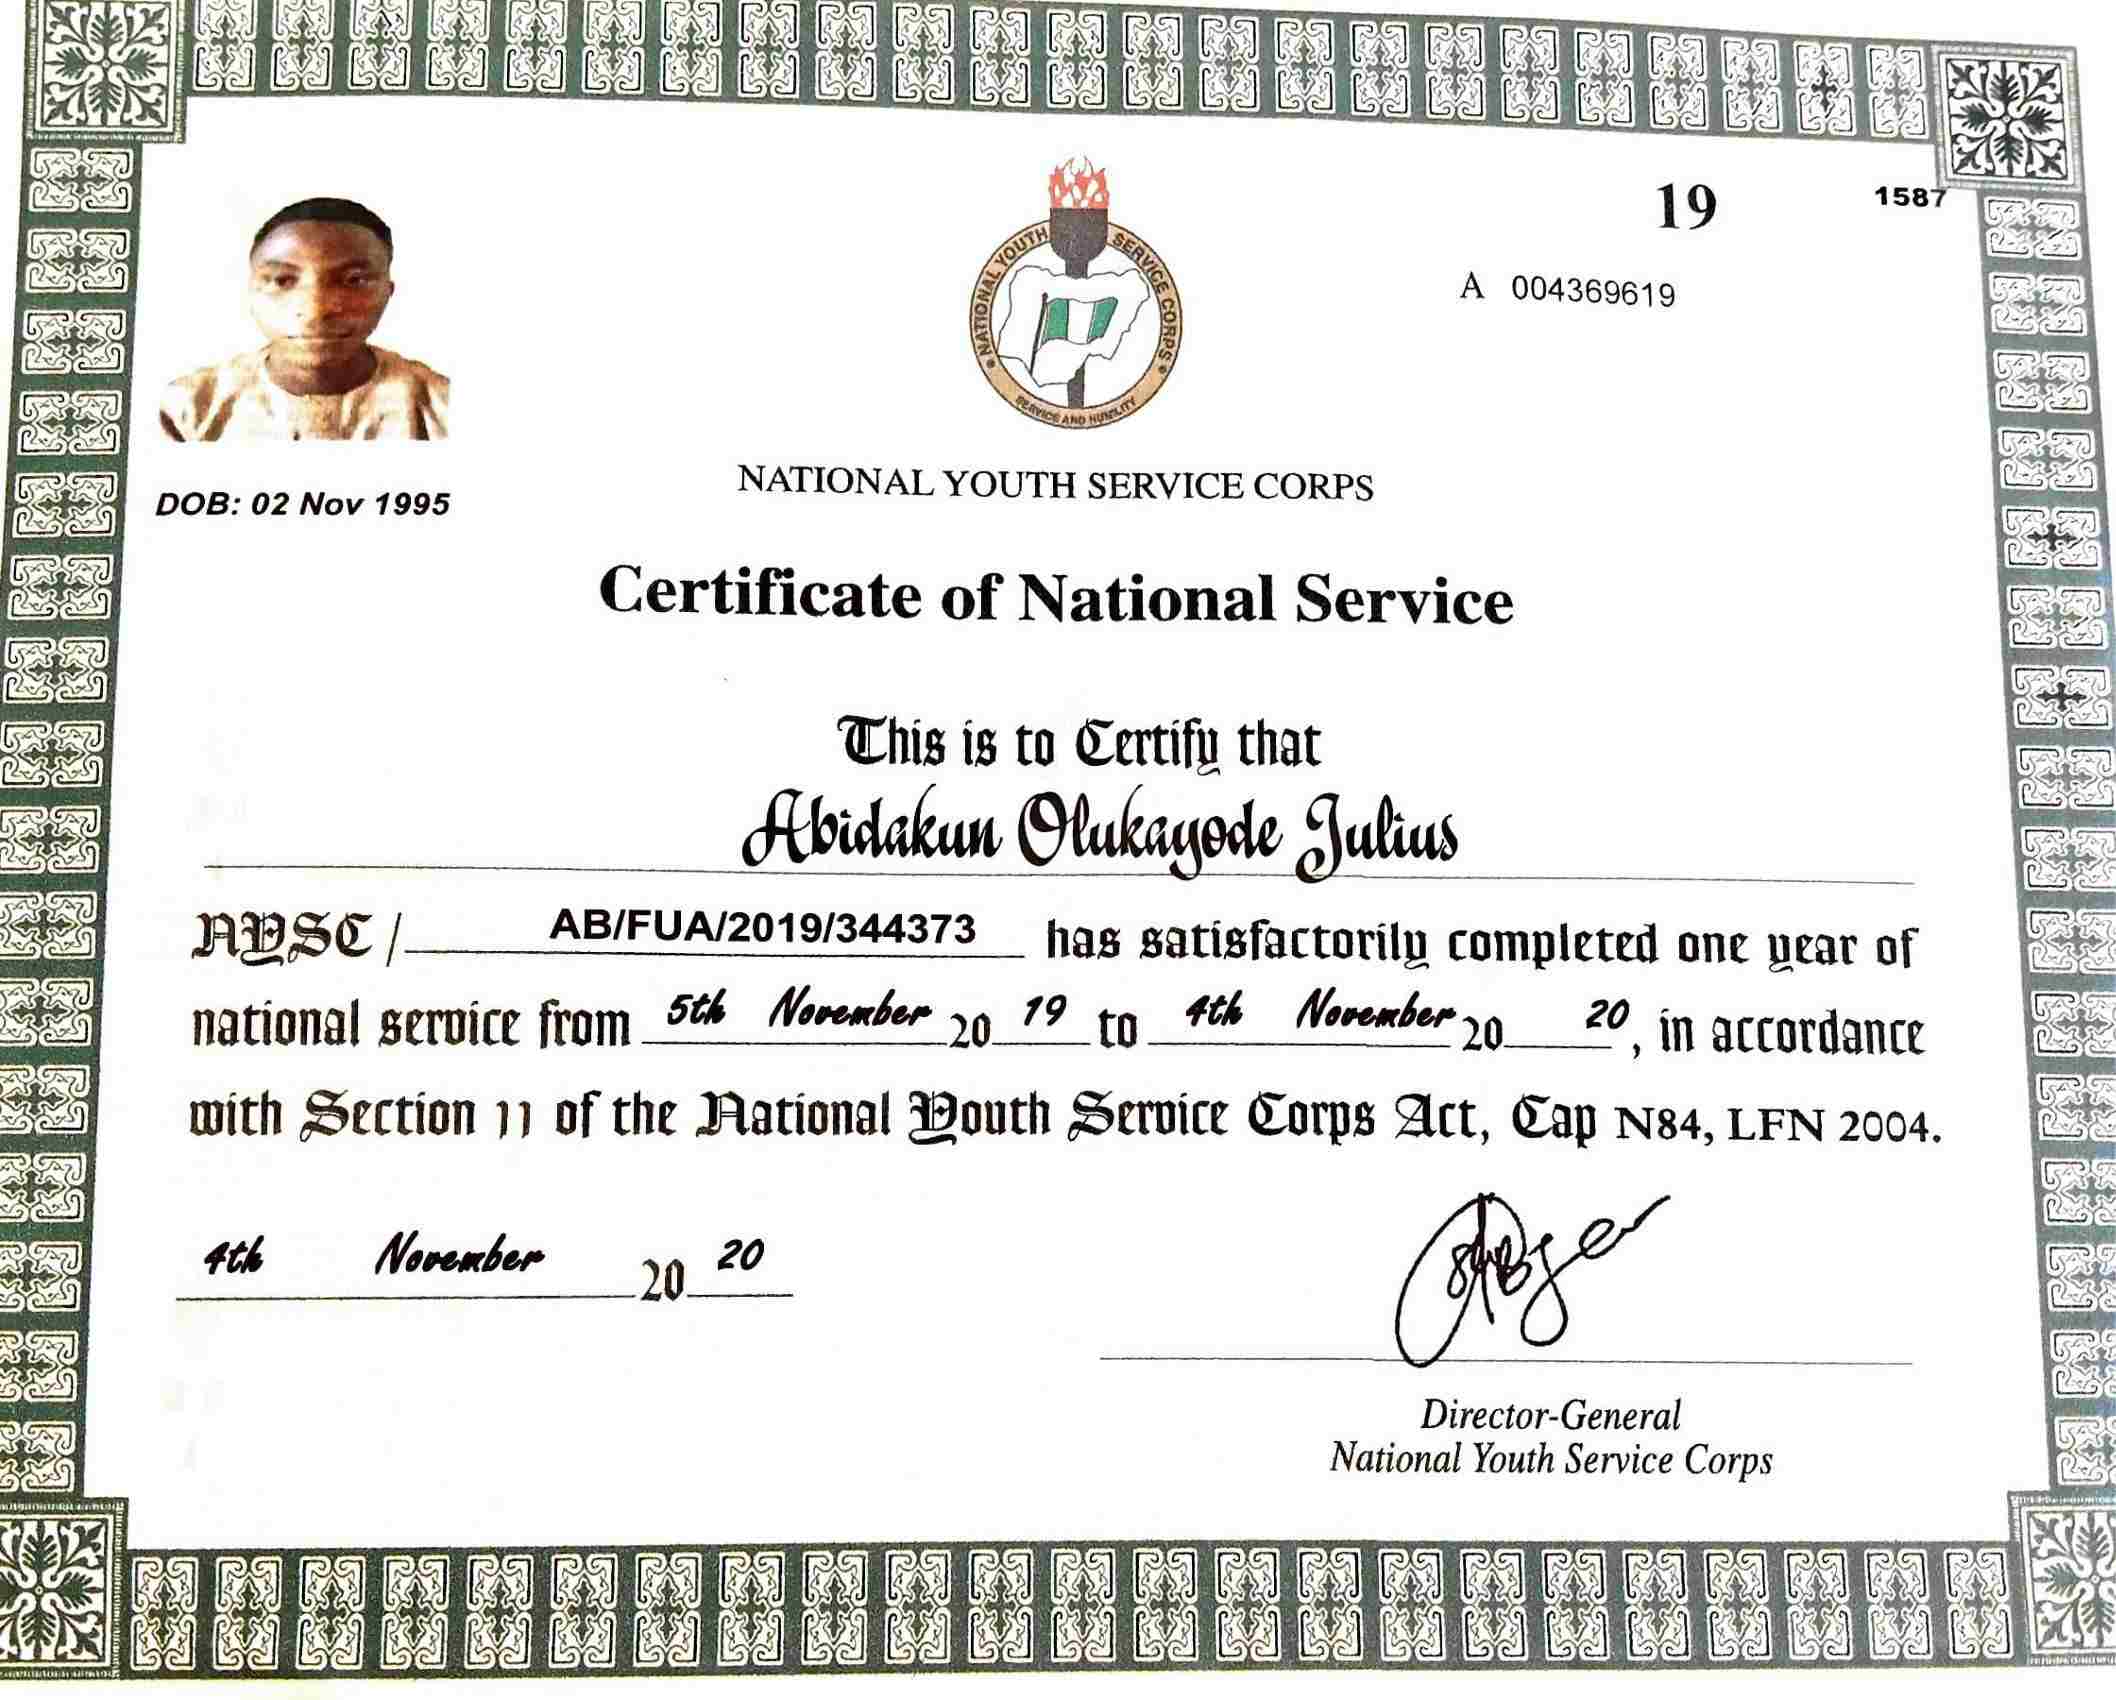 19
1587
A 004369619
NATIONAL YOUTH SERVICE CORPS
SERVICE AND HUMILITY
DOB: 02 Nov 1995
NATIONAL YOUTH SERVICE CORPS
Certificate of National Service
This is to Certify that
Abidakun Olukayode Julius
NYSC / AB/FUA/2019/344373 has satisfactorily completed one year of
national service from 5th November 20 19 to 4th November 20 20, in accordance
with Section 11 of the National Youth Service Corps Act, Cap N84, LFN 2004.
4th November 20 20
Director-General
National Youth Service Corps